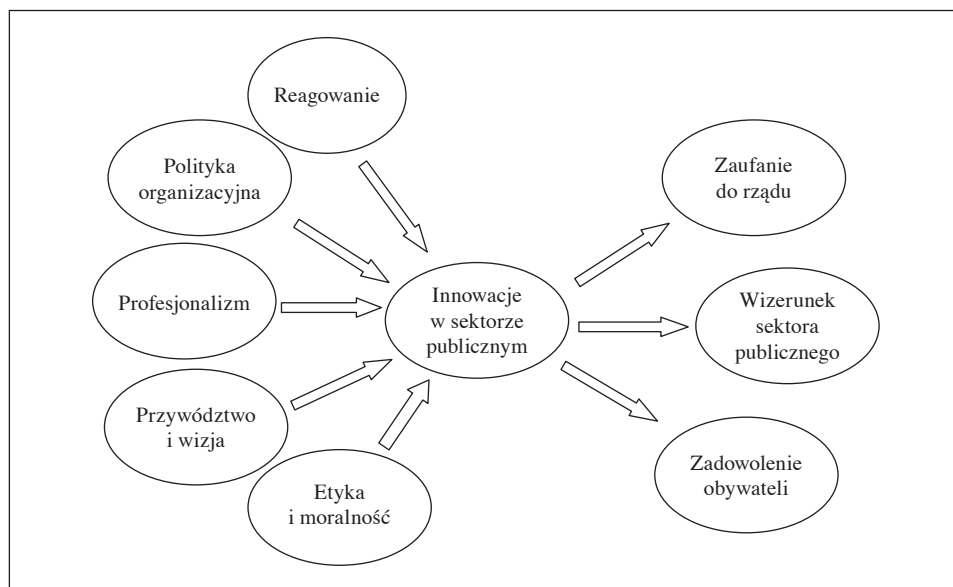 Reagowanie
Polityka
organizacyjna
Profesjonalizm
Przywództwo
i wizja
Etyka
i moralność
Innowacje
w sektorze
publicznym
Zaufanie
do rządu
Wizerunek
sektora
publicznego
Zadowolenie
obywateli